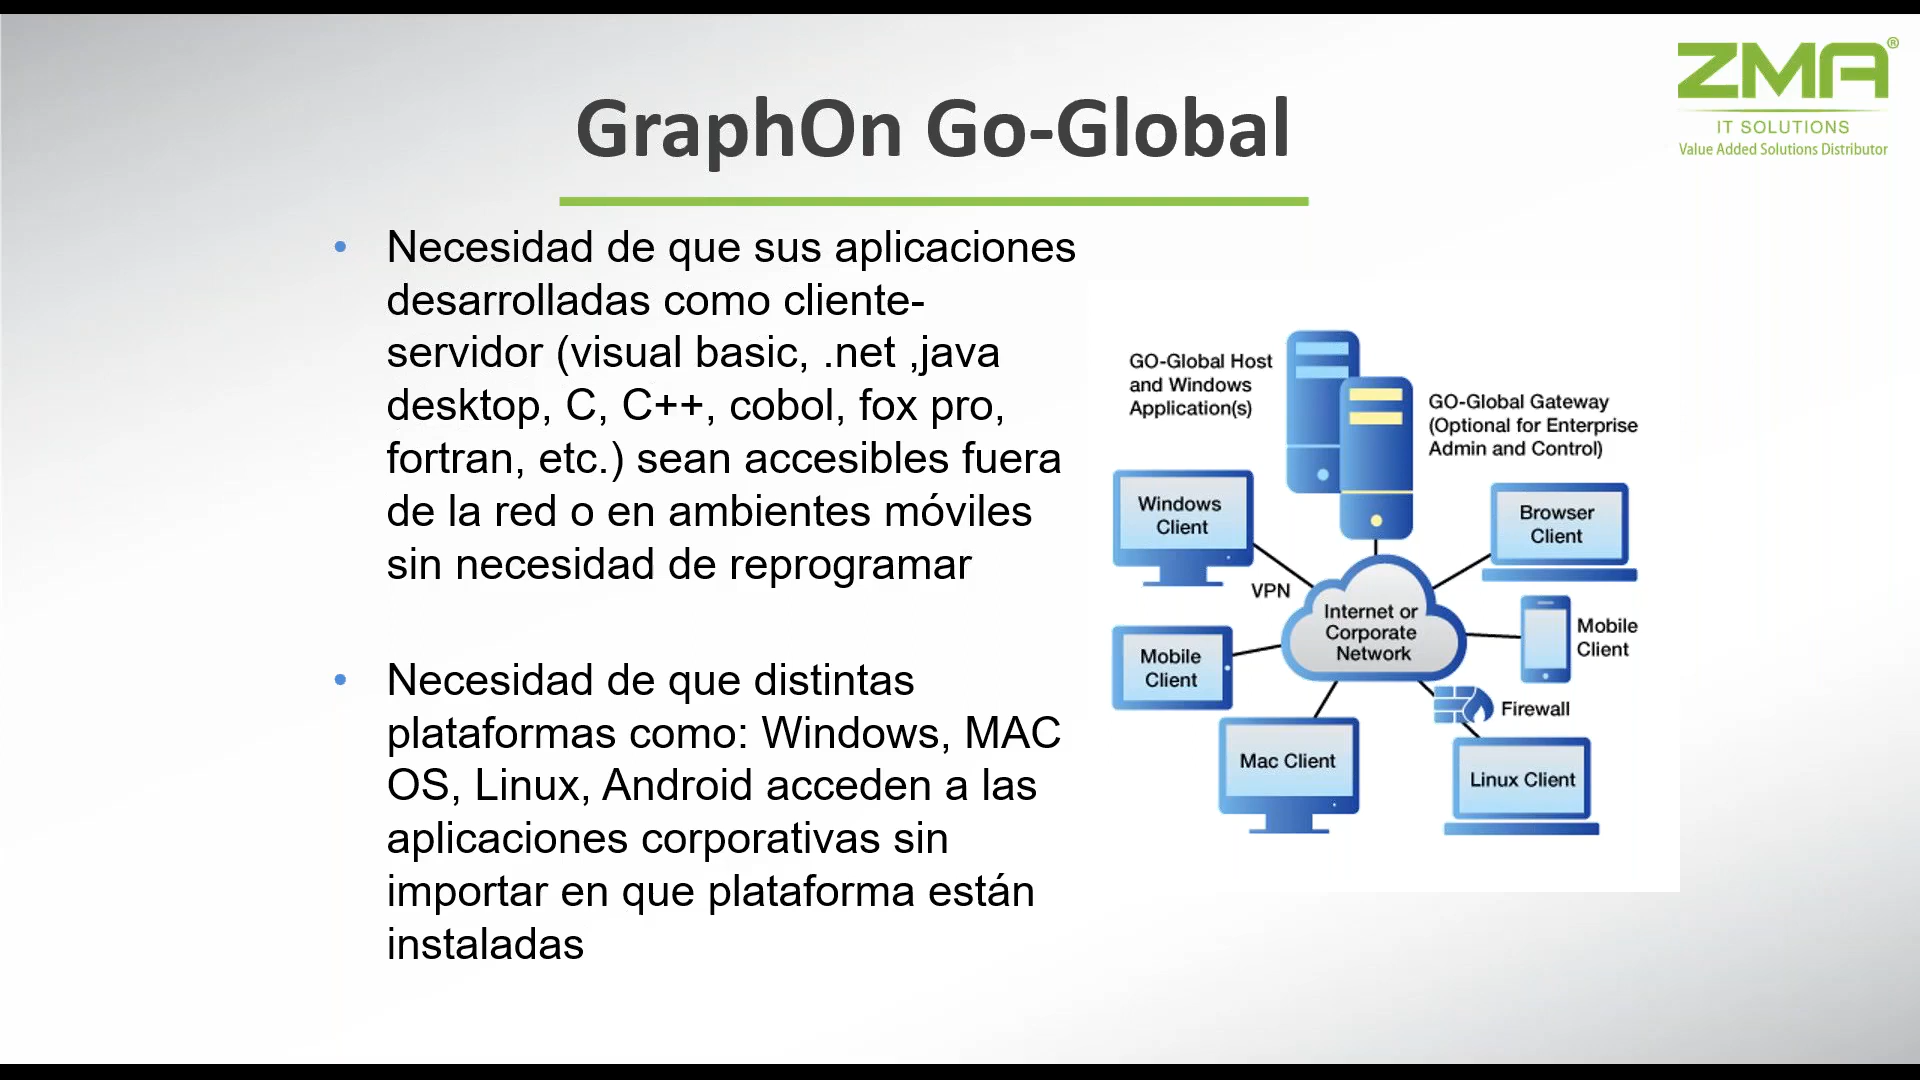 ZMA®
IT SOLUTIONS
Value Added Solutions Distributor
GraphOn Go-Global
• Necesidad de que sus aplicaciones
desarrolladas como cliente-
servidor (visual basic, .net ,java
desktop, C, C++, cobol, fox pro,
fortran, etc.) sean accesibles fuera
de la red o en ambientes móviles
sin necesidad de reprogramar
• Necesidad de que distintas
plataformas como: Windows, MAC
OS, Linux, Android acceden a las
aplicaciones corporativas sin
importar en que plataforma están
instaladas
GO-Global Host
and Windows
Application(s)
GO-Global Gateway
(Optional for Enterprise
Admin and Control)
Windows
Client
Browser
Client
VPN
Internet or
Corporate
Network
Mobile
Client
Mobile
Client
Firewall
Mac Client
Linux Client